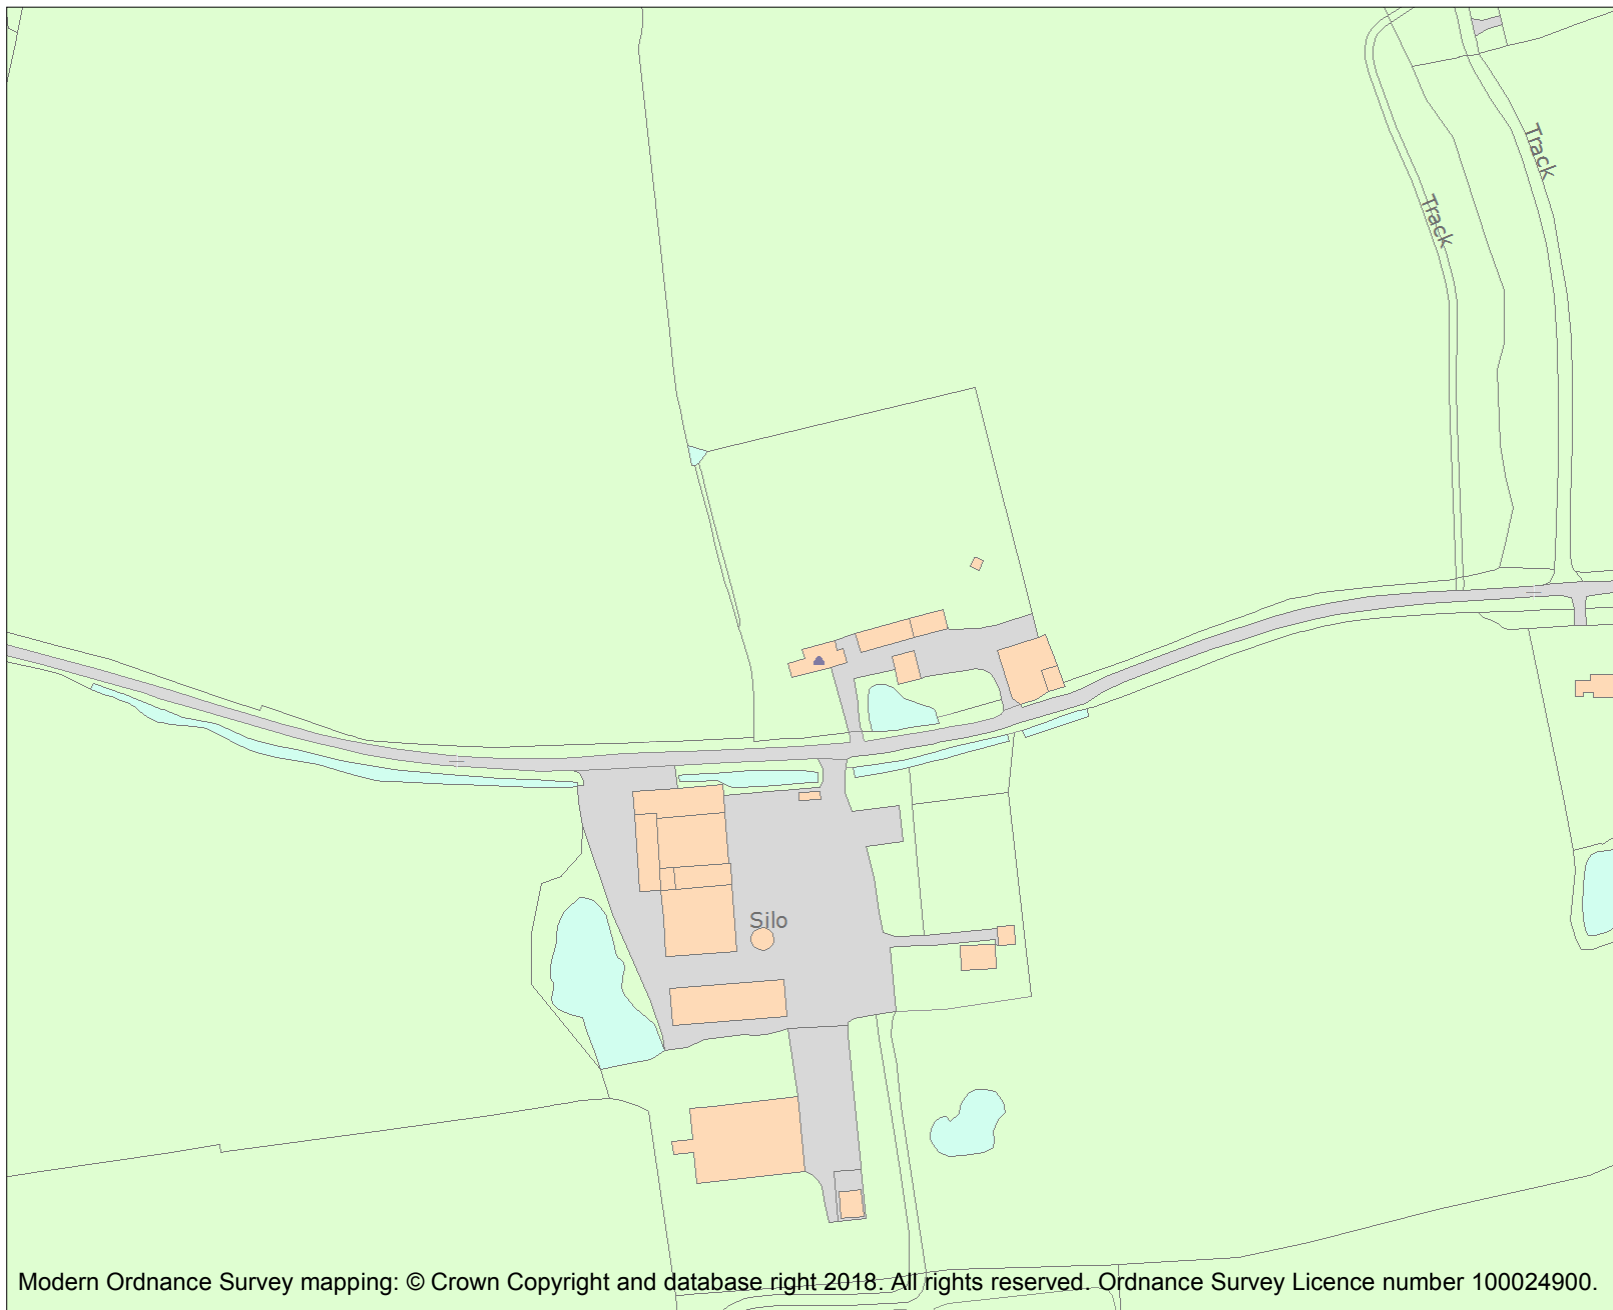 Track
Track
Silo
Modern Ordnance Survey mapping: © Crown Copyright and database right 2018. All rights reserved. Ordnance Survey Licence number 100024900.